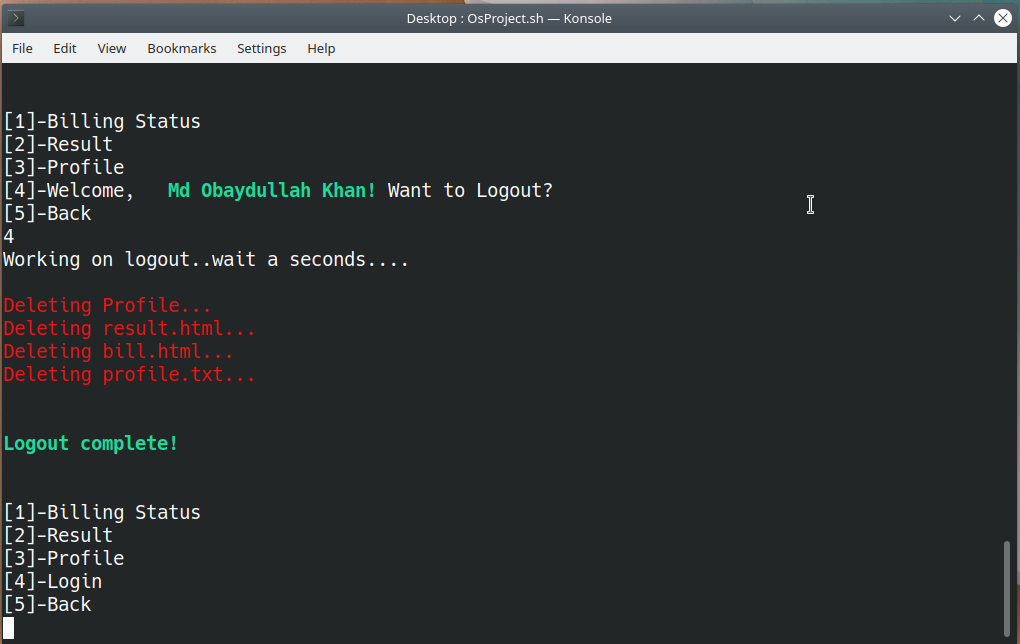 Desktop : OsProject.sh — Konsole
File Edit View Bookmarks Settings Help
[1]-Billing Status
[2]-Result
[3]-Profile
[4]-Welcome,   Md Obaydullah Khan! Want to Logout?
[5]-Back
4
Working on logout..wait a seconds....
Deleting Profile...
Deleting result.html...
Deleting bill.html...
Deleting profile.txt...
Logout complete!
[1]-Billing Status
[2]-Result
[3]-Profile
[4]-Login
[5]-Back